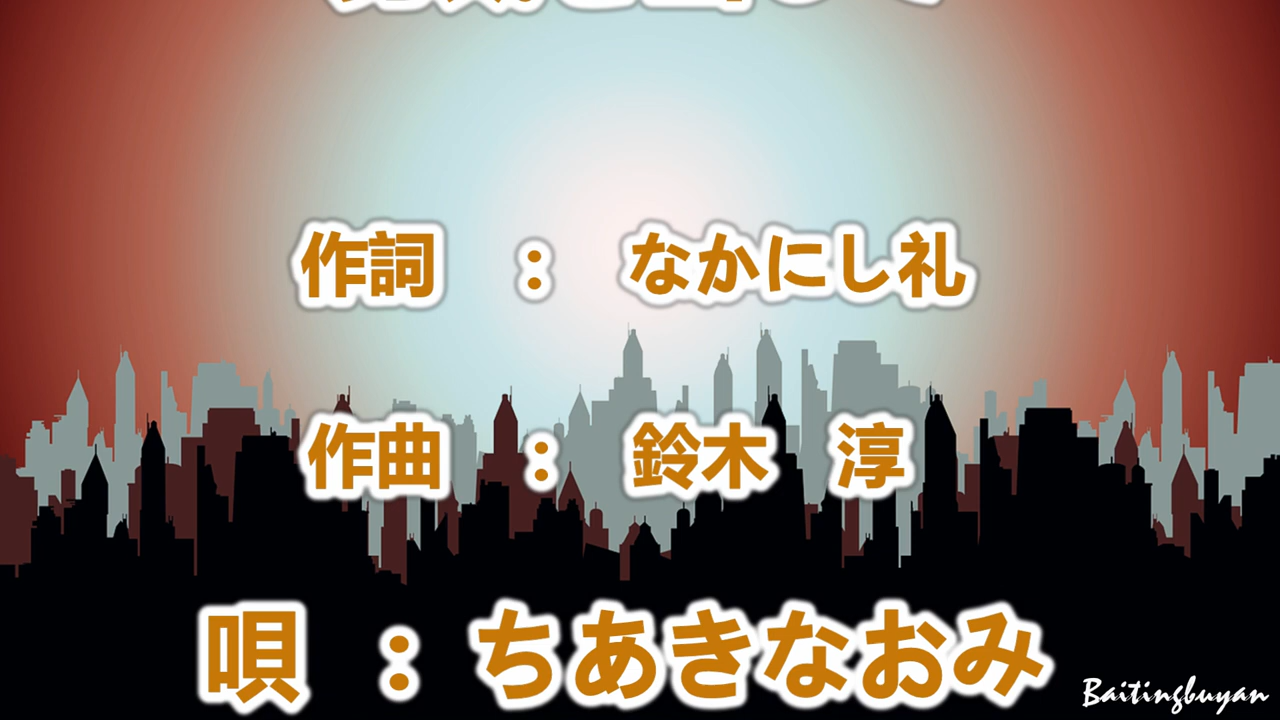 作詞　：　なかにし礼
作曲　：　鈴木　淳
唄　：ちあきなおみ
Baitingbuyan